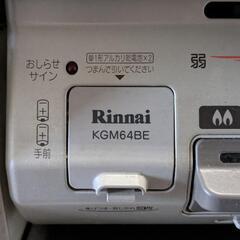 おしらせ
サイン
単1形アルカリ乾電池×2
つまんで引いてください
弱
Rinnai
KGM64BE
手前